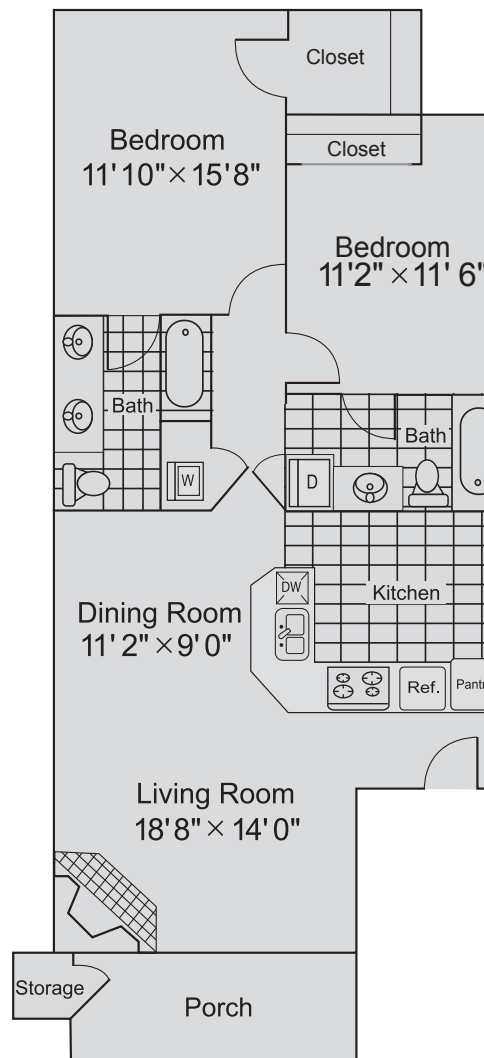 Closet
Bedroom
11'10" × 15'8"
Closet
Bedroom
11'2" × 11' 6"
Bath
Bath
W
D
DW
Kitchen
Dining Room
11' 2" × 9' 0"
Ref.
Pantr
Living Room
18'8" × 14'0"
Storage
Porch